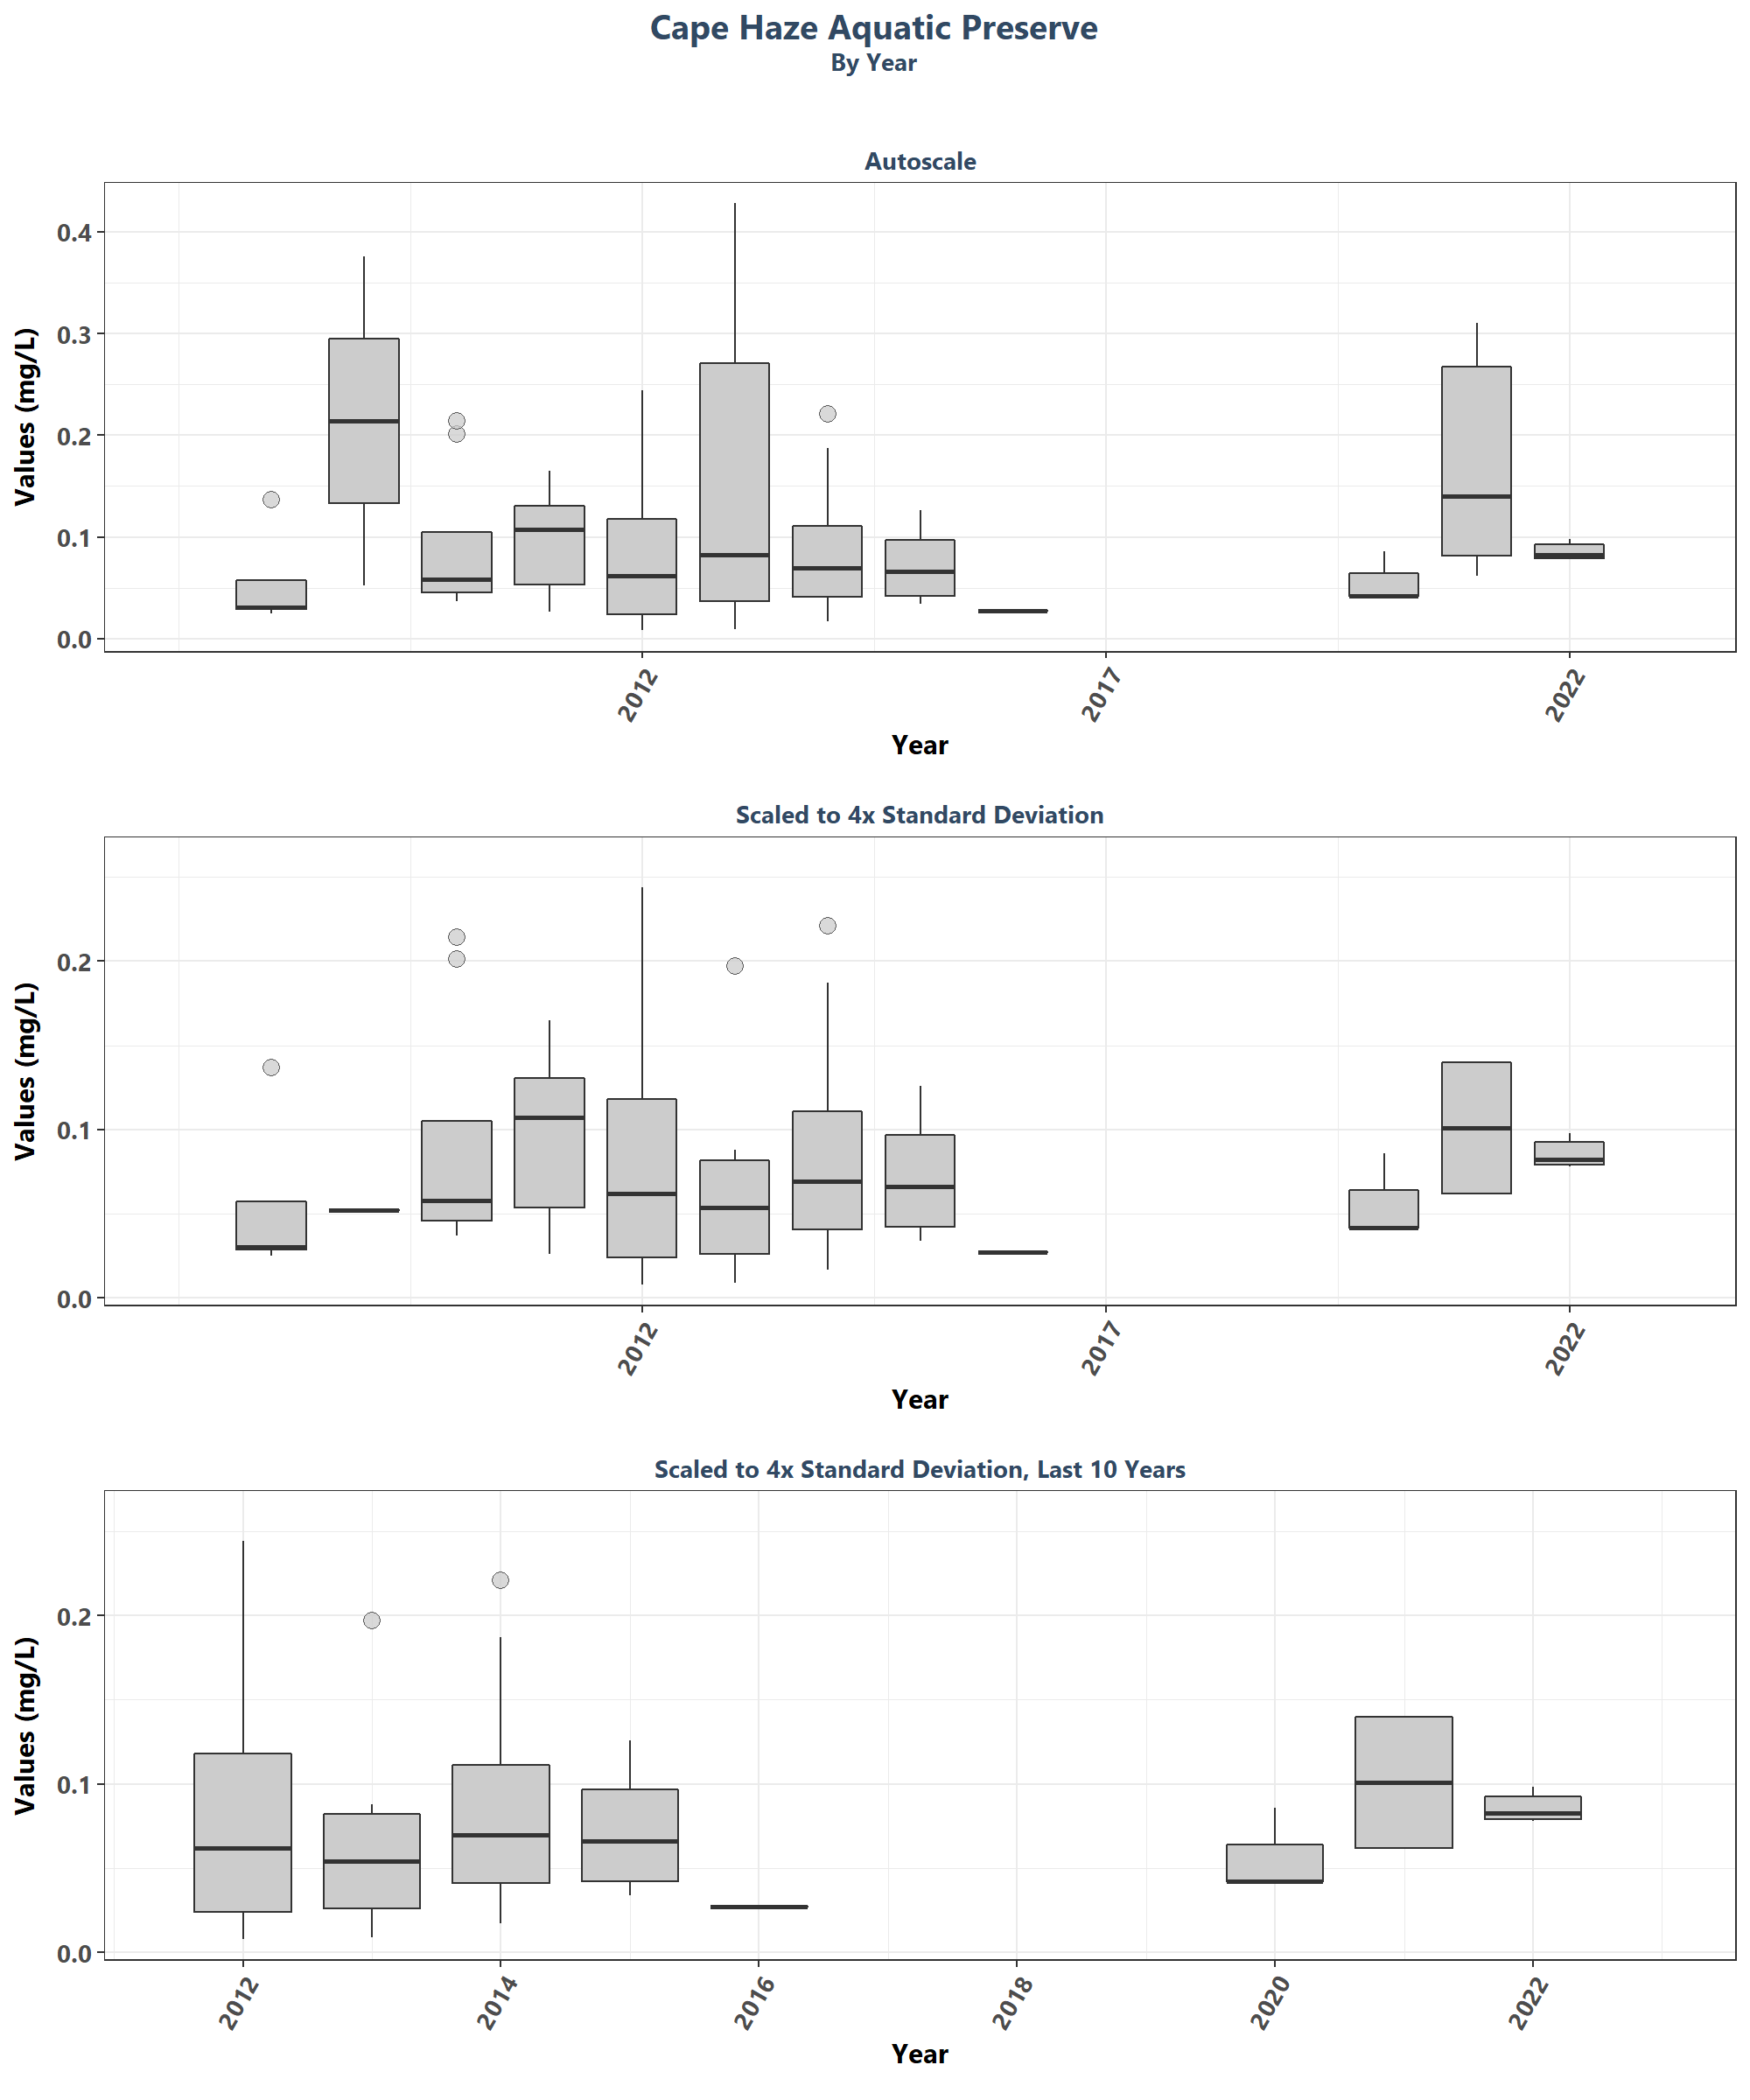 Cape Haze Aquatic Preserve
By Year
Autoscale
Values (mg/L)
0.4
0.3
0.2
0.1
0.0
2012
2017
2022
Year
Scaled to 4x Standard Deviation
Values (mg/L)
0.2
0.1
0.0
2012
2017
2022
Year
Scaled to 4x Standard Deviation, Last 10 Years
Values (mg/L)
0.2
0.1
0.0
2012
2014
2016
2018
2020
2022
Year